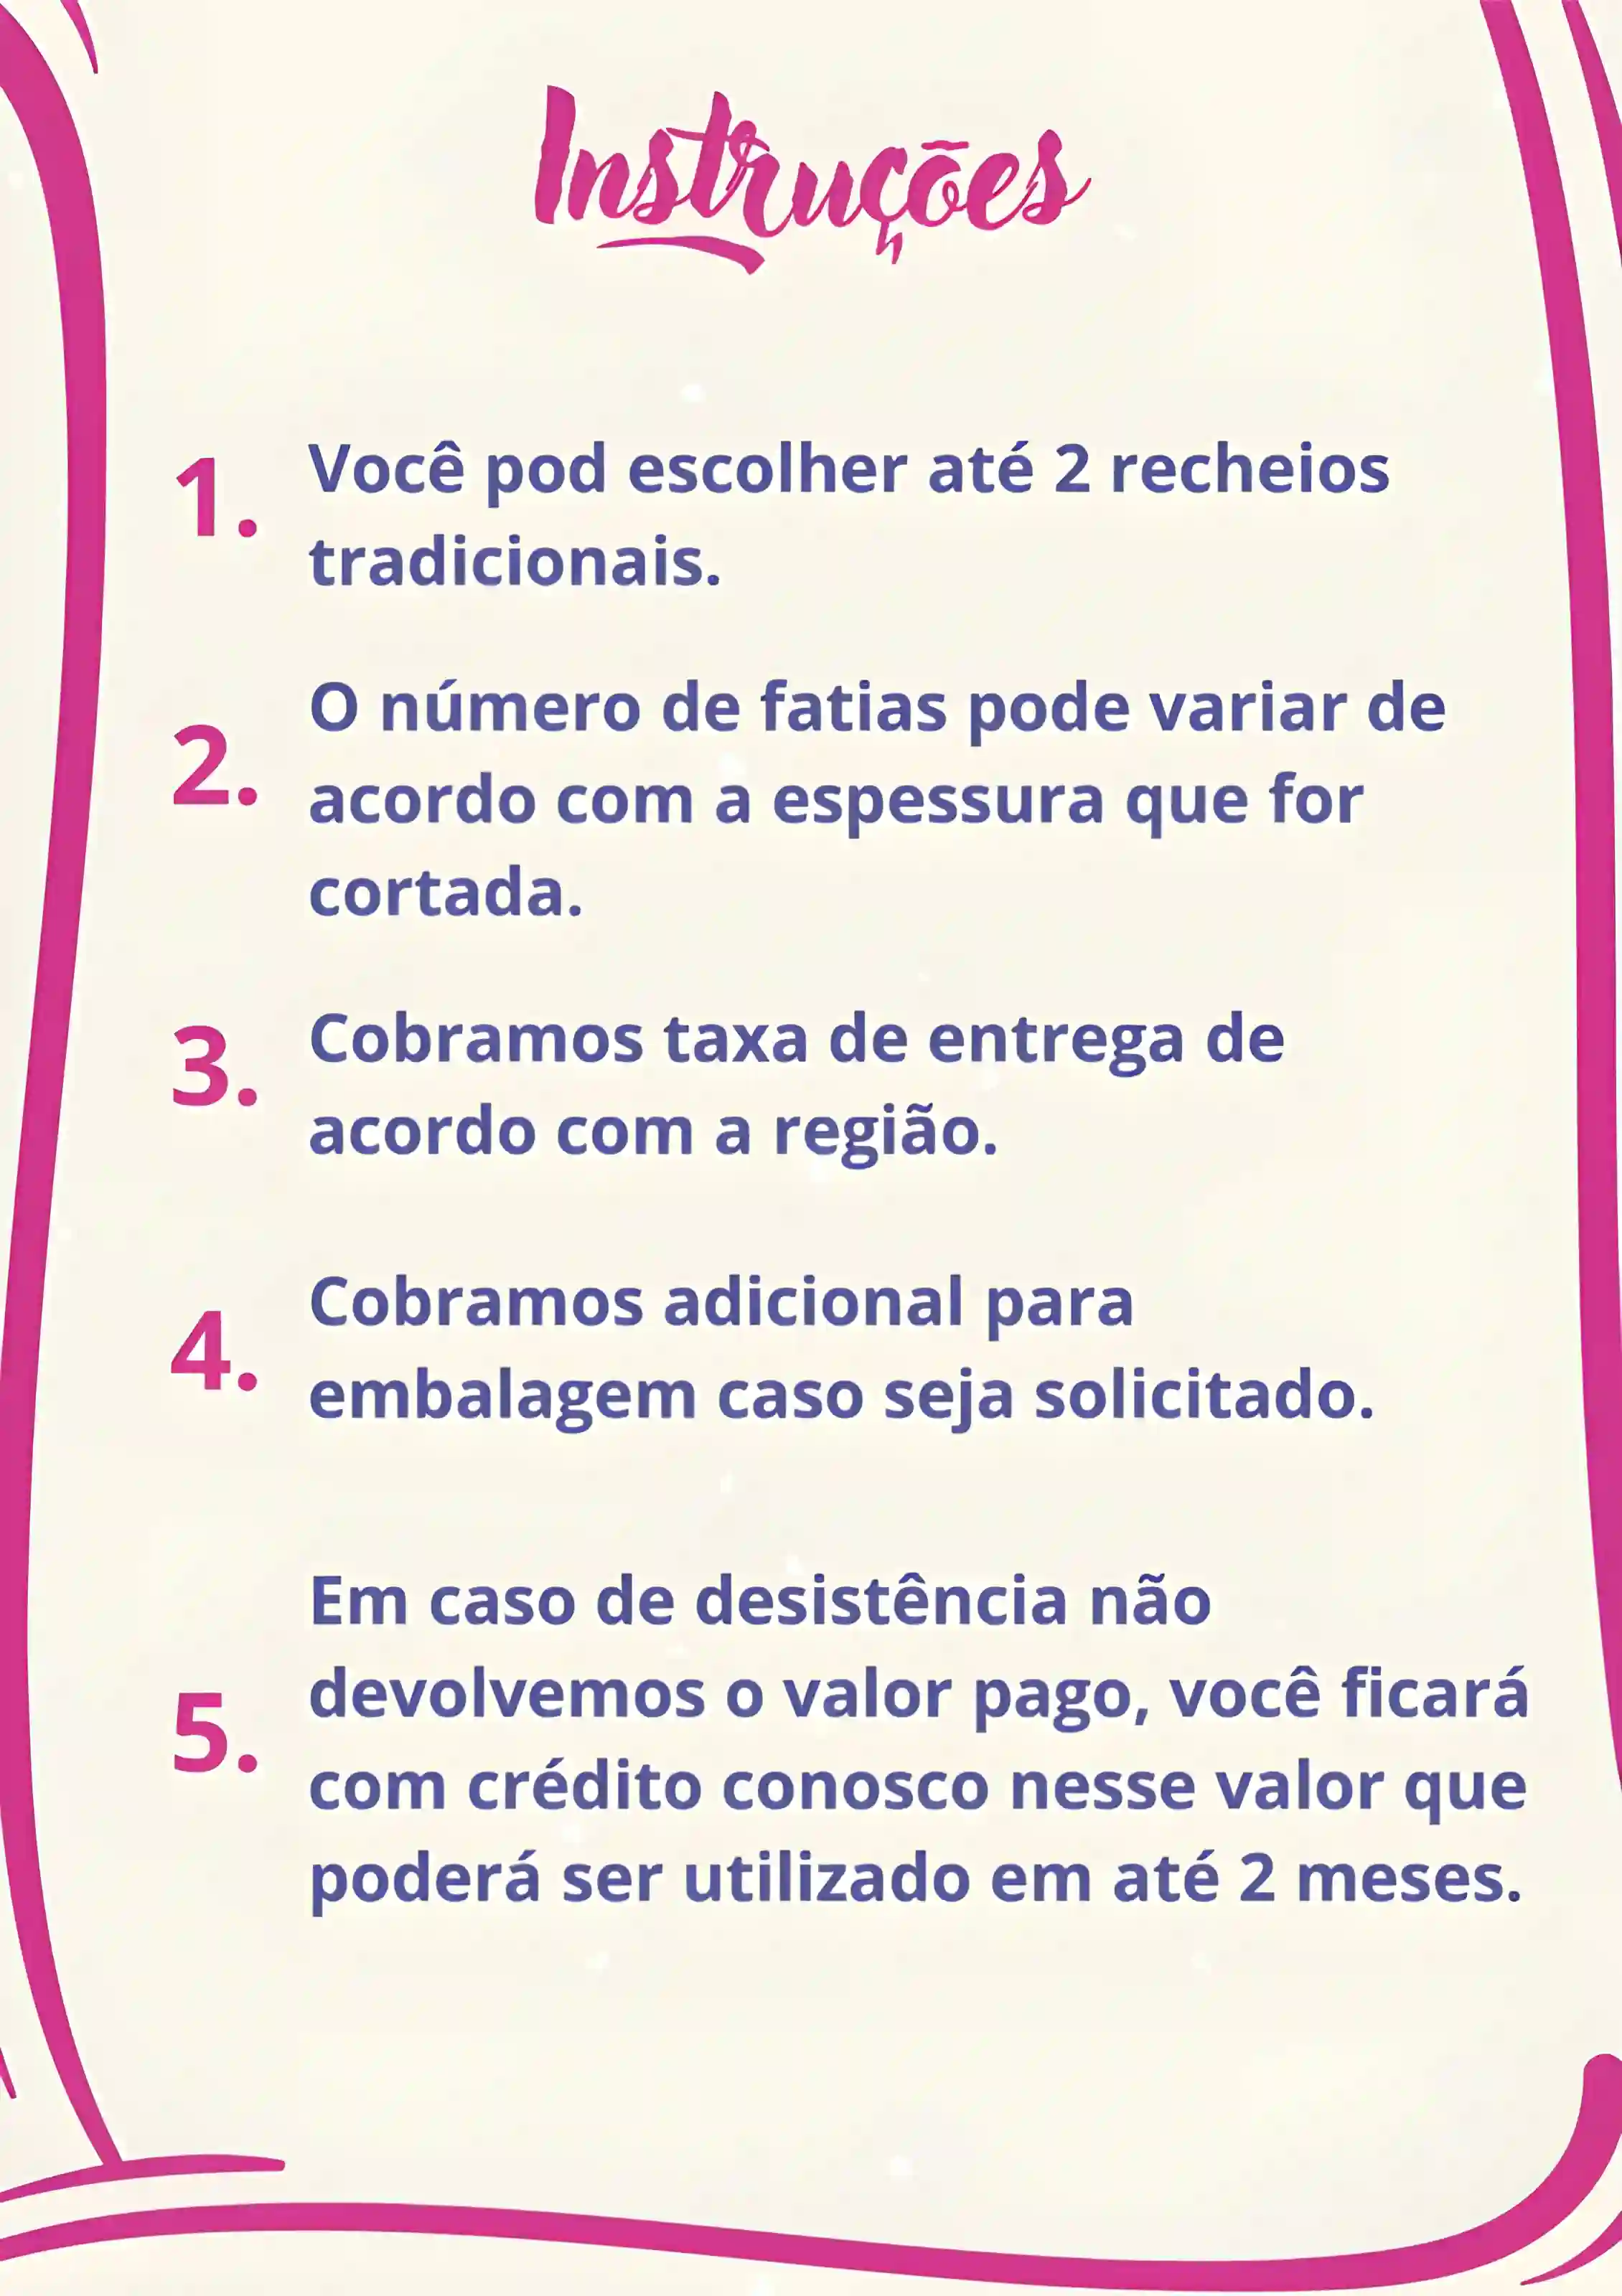 Instruções
1. Você pod escolher até 2 recheios
tradicionais.
2. O número de fatias pode variar de
acordo com a espessura que for
cortada.
3. Cobramos taxa de entrega de
acordo com a região.
4. Cobramos adicional para
embalagem caso seja solicitado.
5. Em caso de desistência não
devolvemos o valor pago, você ficará
com crédito conosco nesse valor que
poderá ser utilizado em até 2 meses.